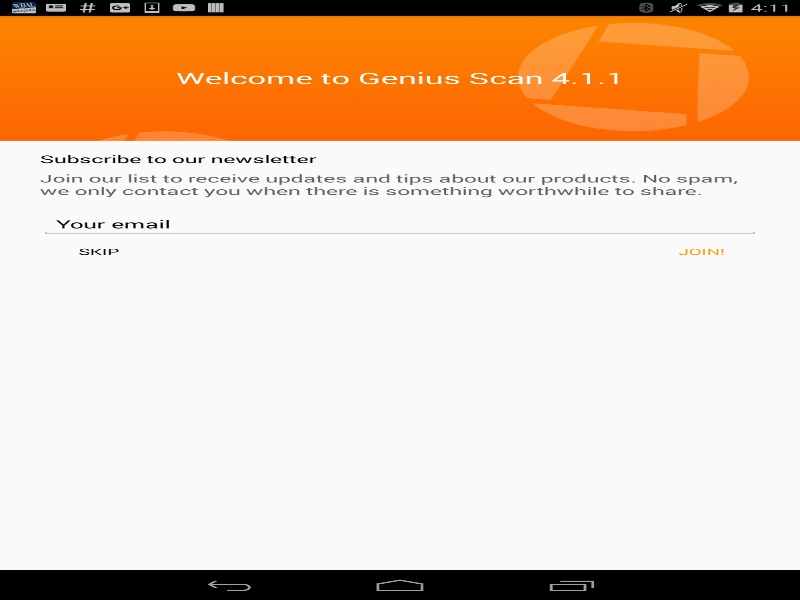 4:11
Welcome to Genius Scan 4.1.1
Subscribe to our newsletter
Join our list to receive updates and tips about our products. No spam,
we only contact you when there is something worthwhile to share.
Your email
SKIP
JOIN!